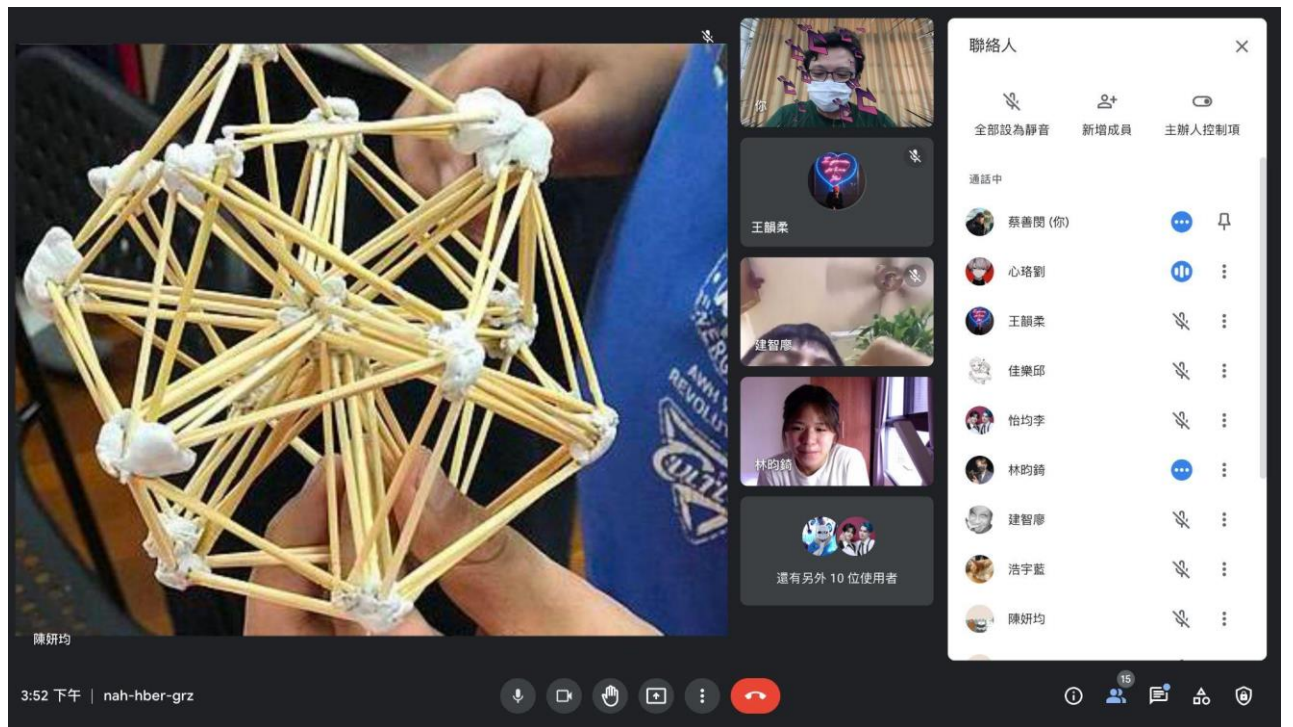 陳妍均
3:52 下午 | nah-hber-grz
你
王韻柔
建智廖
林昀錡
還有另外 10 位使用者
聯絡人
全部設為靜音
新增成員
主辦人控制項
通話中
蔡善閔 (你)
心珞劉
王韻柔
佳樂邱
怡均李
林昀錡
建智廖
浩宇藍
陳妍均
15